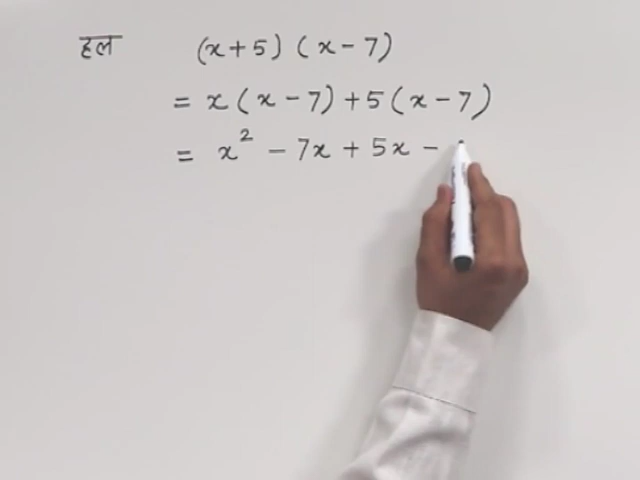 हल (x+5) (x-7)
= x(x-7)+5(x-7)
= x² - 7x + 5x -